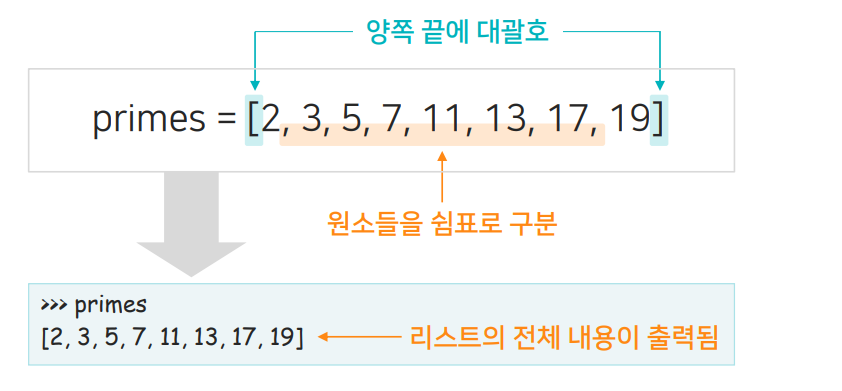 양쪽 끝에 대괄호
primes = [2, 3, 5, 7, 11, 13, 17, 19]
원소들을 쉼표로 구분
>>> primes
[2, 3, 5, 7, 11, 13, 17, 19] 리스트의 전체 내용이 출력됨